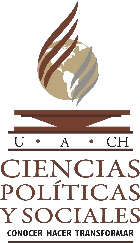 U • A • CH
CIENCIAS
POLÍTICAS
Y SOCIALES
CONOCER HACER TRANSFORMAR